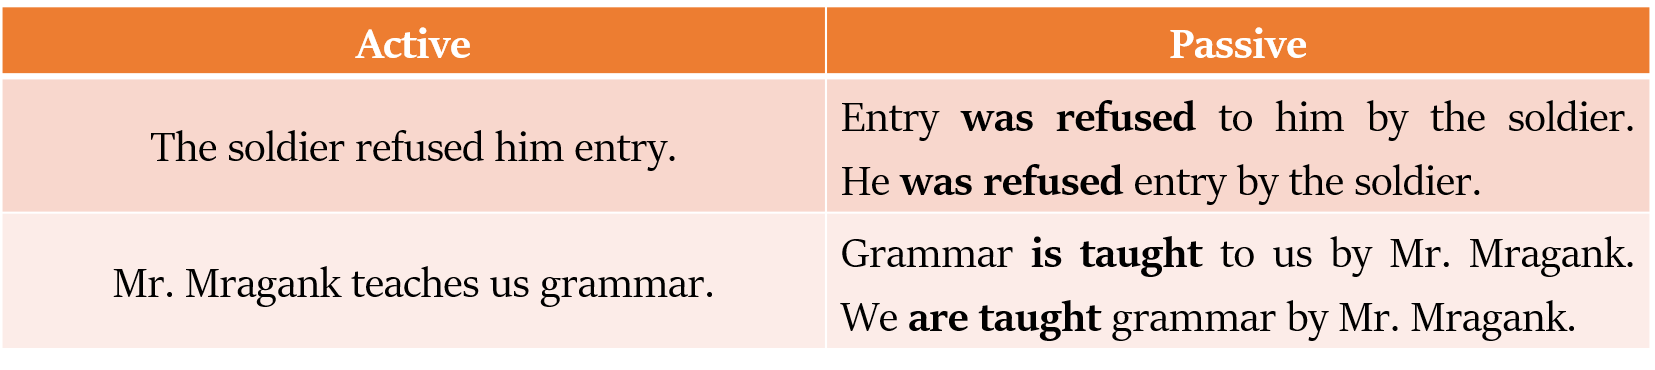 Active
Passive
The soldier refused him entry.
Entry was refused to him by the soldier.
He was refused entry by the soldier.
Mr. Mragank teaches us grammar.
Grammar is taught to us by Mr. Mragank.
We are taught grammar by Mr. Mragank.